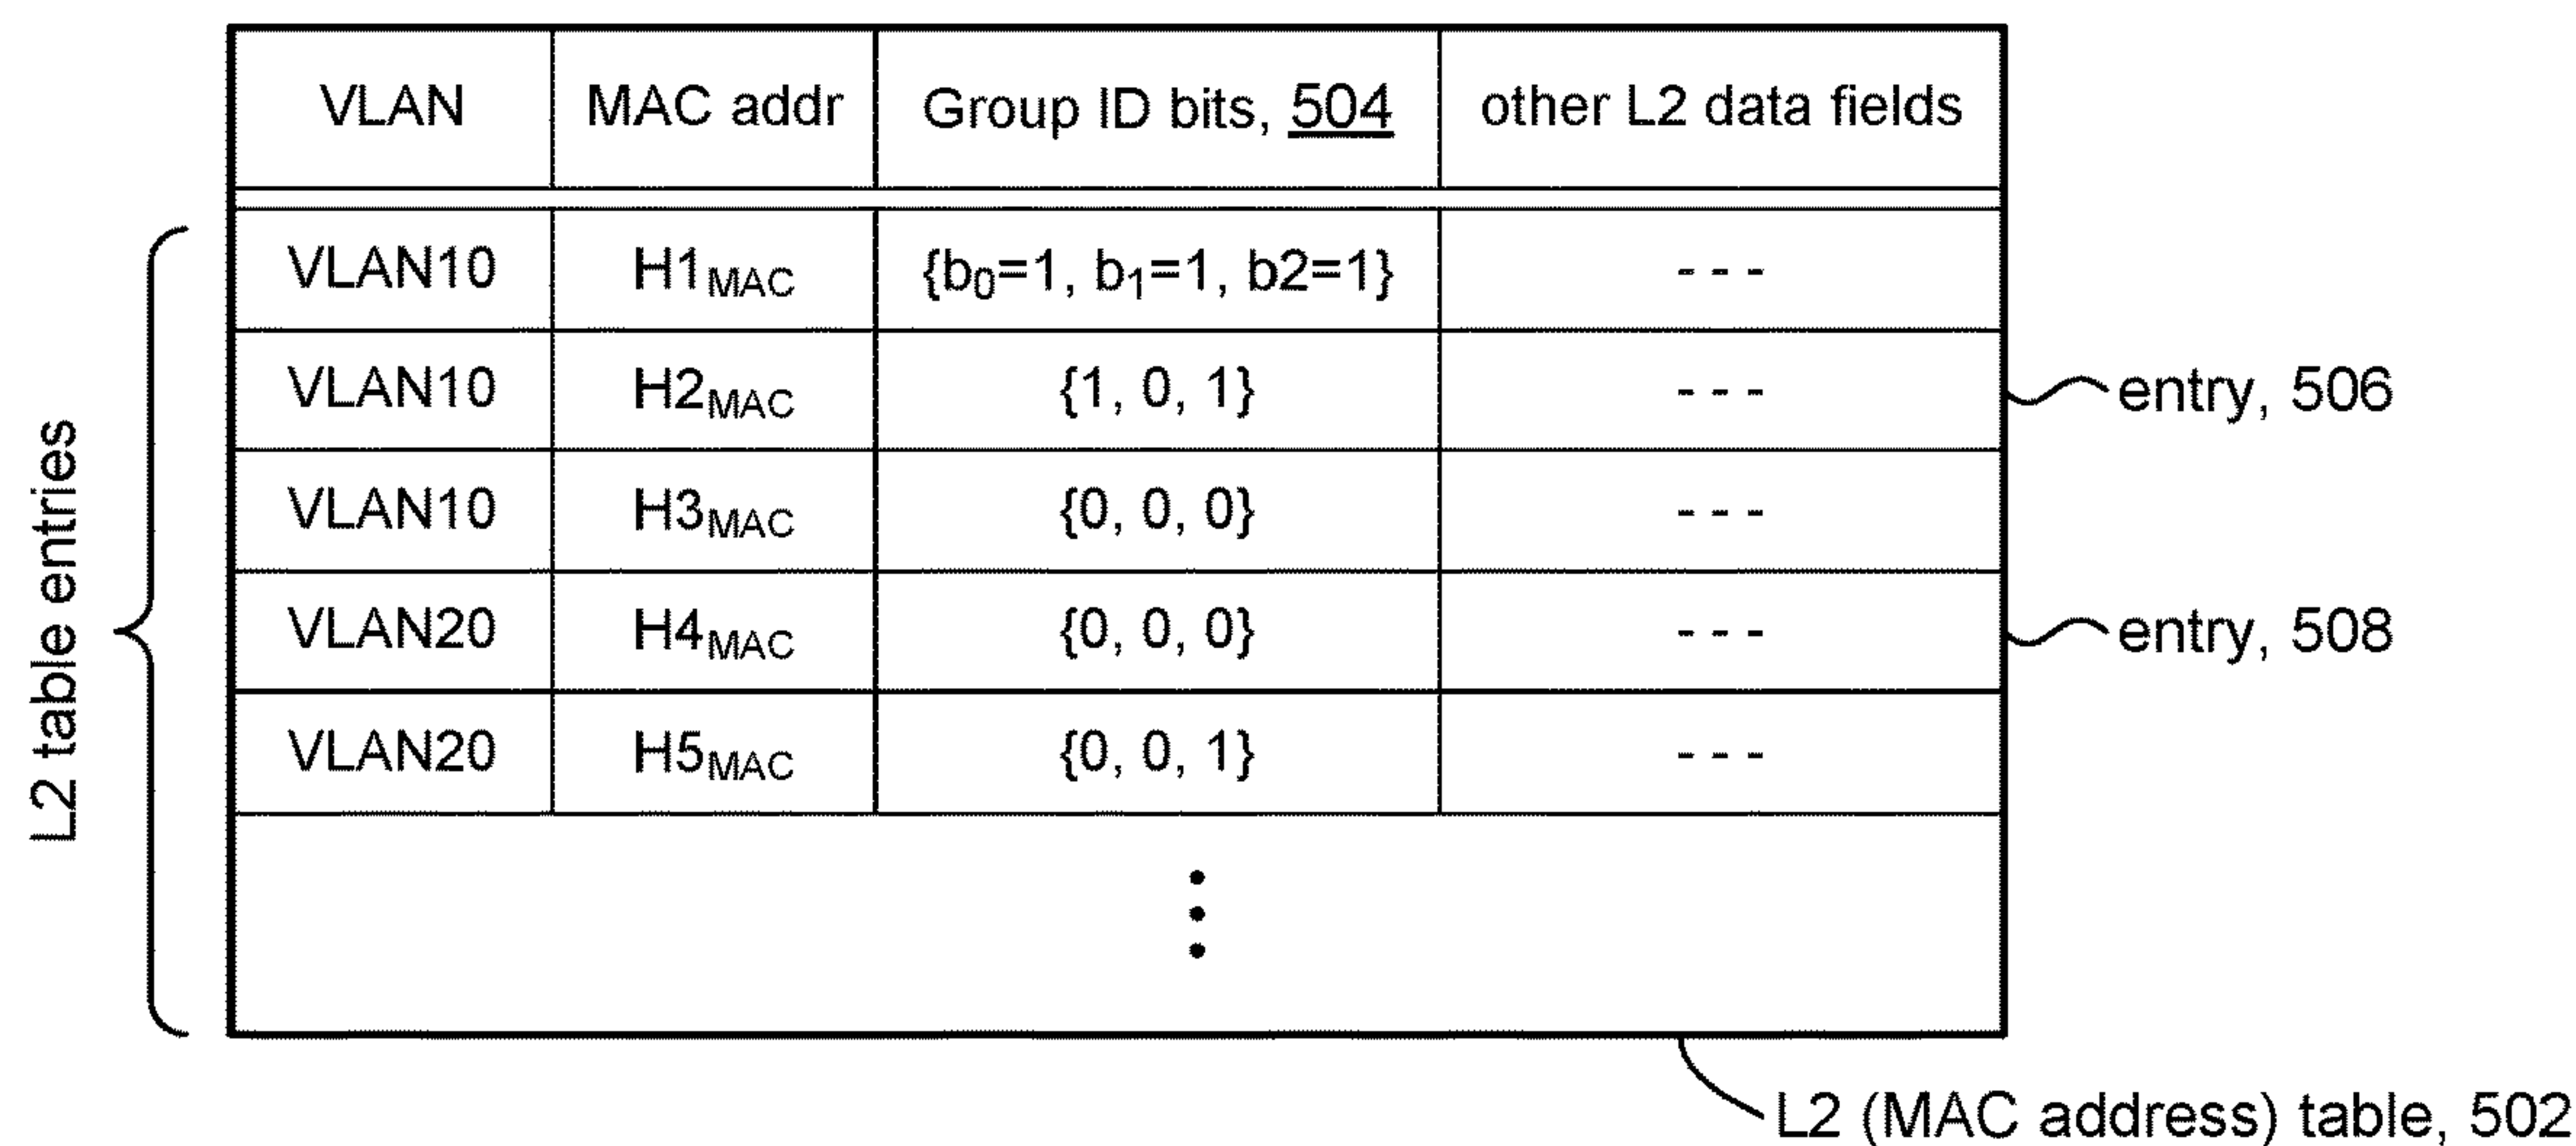 VLAN MAC addr Group ID bits, 504 other L2 data fields
VLAN10 H1MAC {b0=1, b1=1, b2=1} - - -
VLAN10 H2MAC {1, 0, 1} - - - entry, 506
VLAN10 H3MAC {0, 0, 0} - - -
VLAN20 H4MAC {0, 0, 0} - - - entry, 508
VLAN20 H5MAC {0, 0, 1} - - -
L2 table entries
L2 (MAC address) table, 502